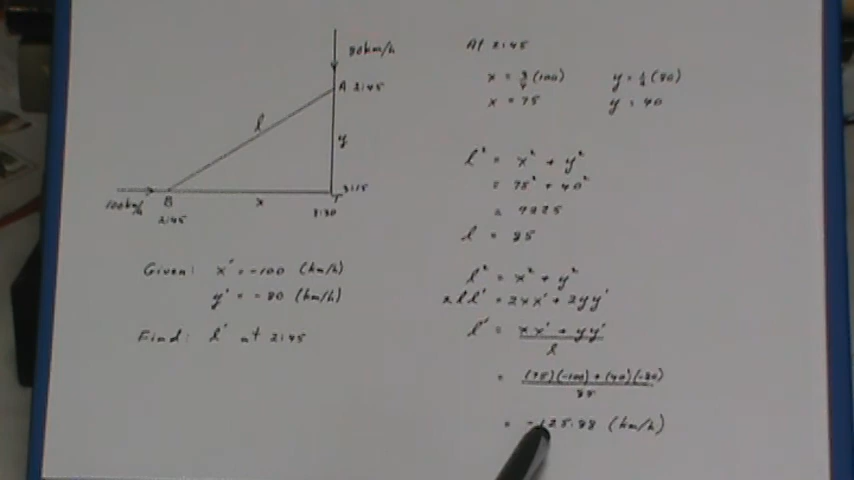 80km/h
A 2:45
l
y
100km/h
B
x
T
3:15
2:45
3:30
Given: x' = -100 (km/h)
y' = -80 (km/h)
Find: l' at 2:45
At 2:45
x = 3/4 (100) y = 1/2 (80)
x = 75 y = 40
l² = x² + y²
= 75² + 40²
= 7225
l = 85
l² = x² + y²
2ll' = 2xx' + 2yy'
l' = xx' + yy'
l
= (75)(-100) + (40)(-80)
85
= -125.88 (km/h)